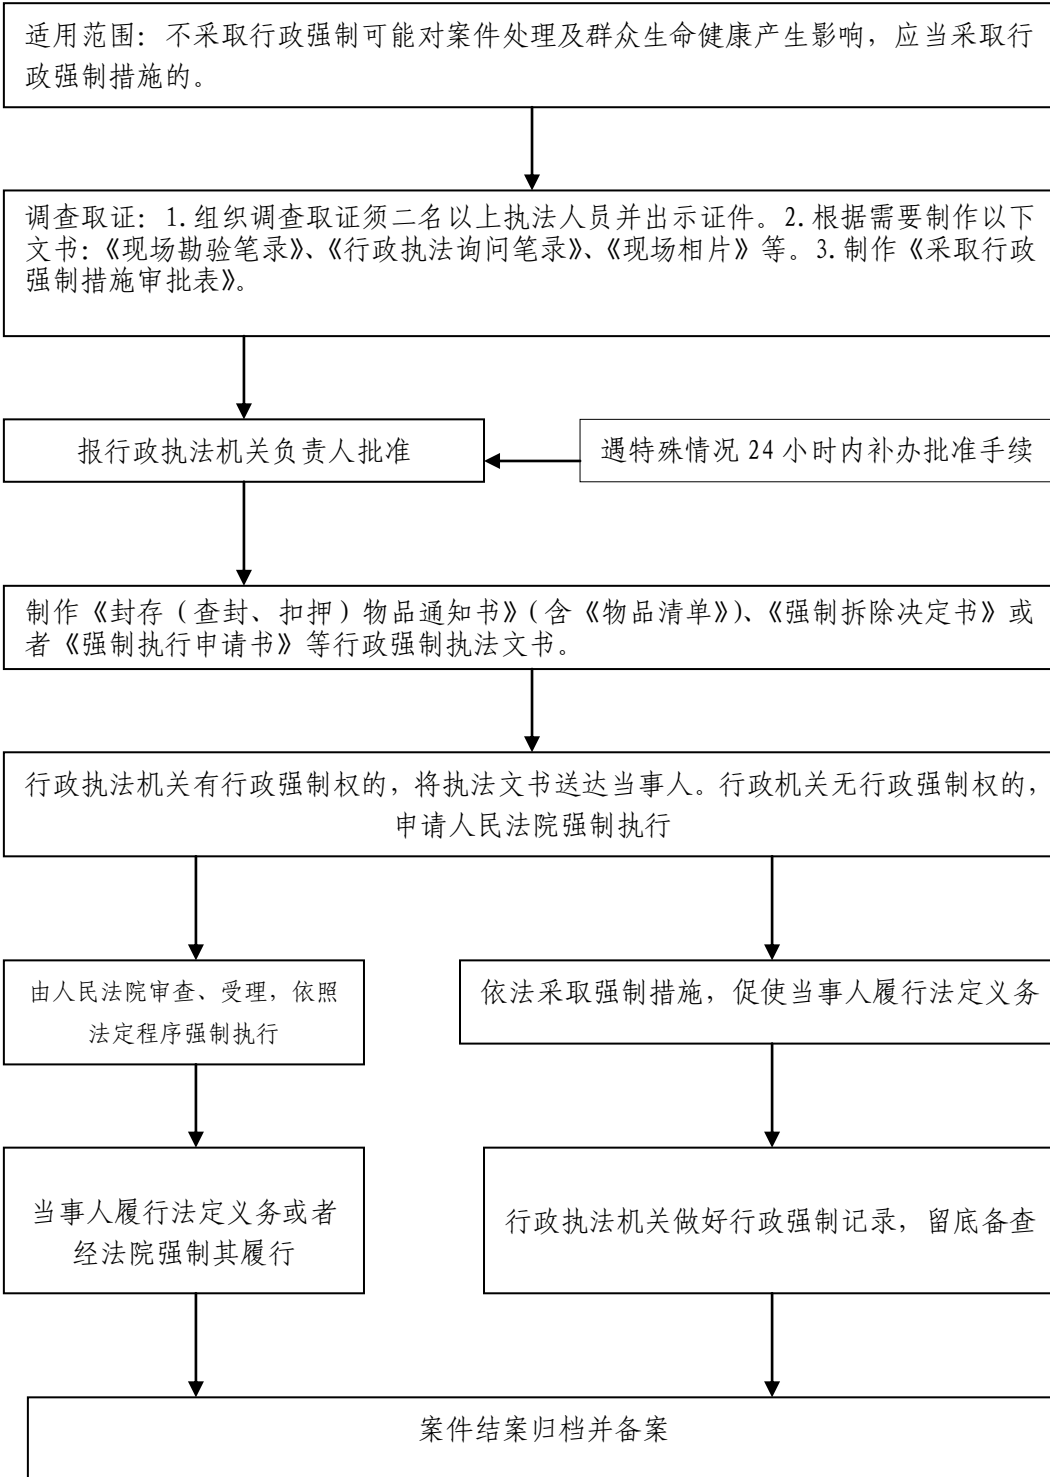 适用范围：不采取行政强制可能对案件处理及群众生命健康产生影响，应当采取行
政强制措施的。
调查取证：1.组织调查取证须二名以上执法人员并出示证件。2.根据需要制作以下
文书：《现场勘验笔录》、《行政执法询问笔录》、《现场相片》等。3.制作《采取行政
强制措施审批表》。
报行政执法机关负责人批准
遇特殊情况 24 小时内补办批准手续
制作《封存（查封、扣押）物品通知书》（含《物品清单》）、《强制拆除决定书》或
者《强制执行申请书》等行政强制执法文书。
行政执法机关有行政强制权的，将执法文书送达当事人。行政机关无行政强制权的，
申请人民法院强制执行
由人民法院审查、受理，依照
法定程序强制执行
依法采取强制措施，促使当事人履行法定义务
当事人履行法定义务或者
经法院强制其履行
行政执法机关做好行政强制记录，留底备查
案件结案归档并备案